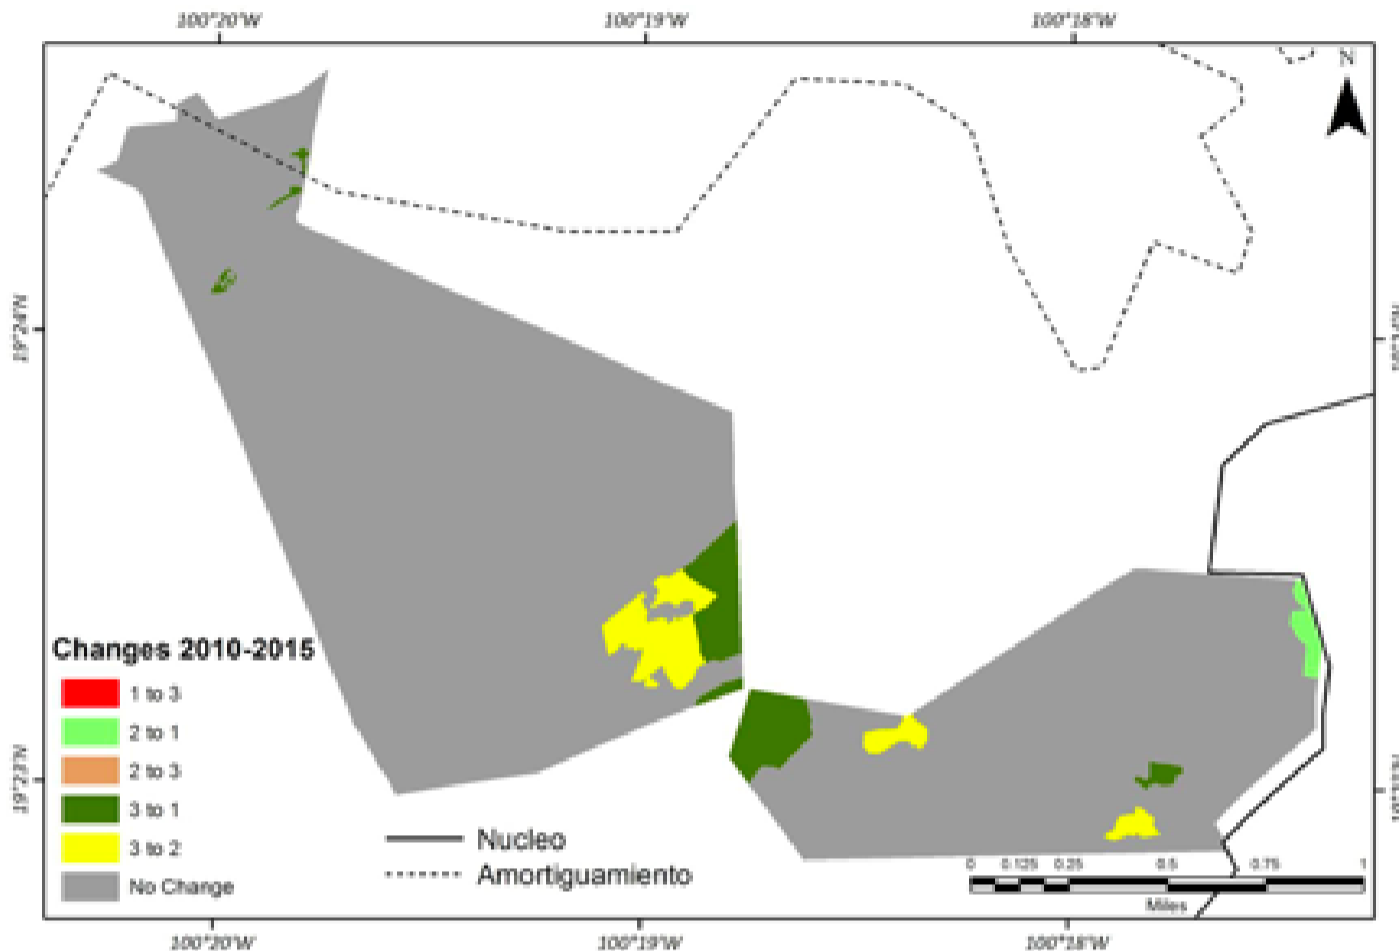 100°20'W 100°19'W 100°18'W
N
19°24'N
Changes 2010-2015
1 to 3
2 to 1
2 to 3
3 to 1
3 to 2
No Change
19°23'N
Nucleo
Amortiguamiento
0 0.125 0.25 0.5 0.75 1
Miles
100°20'W 100°19'W 100°18'W